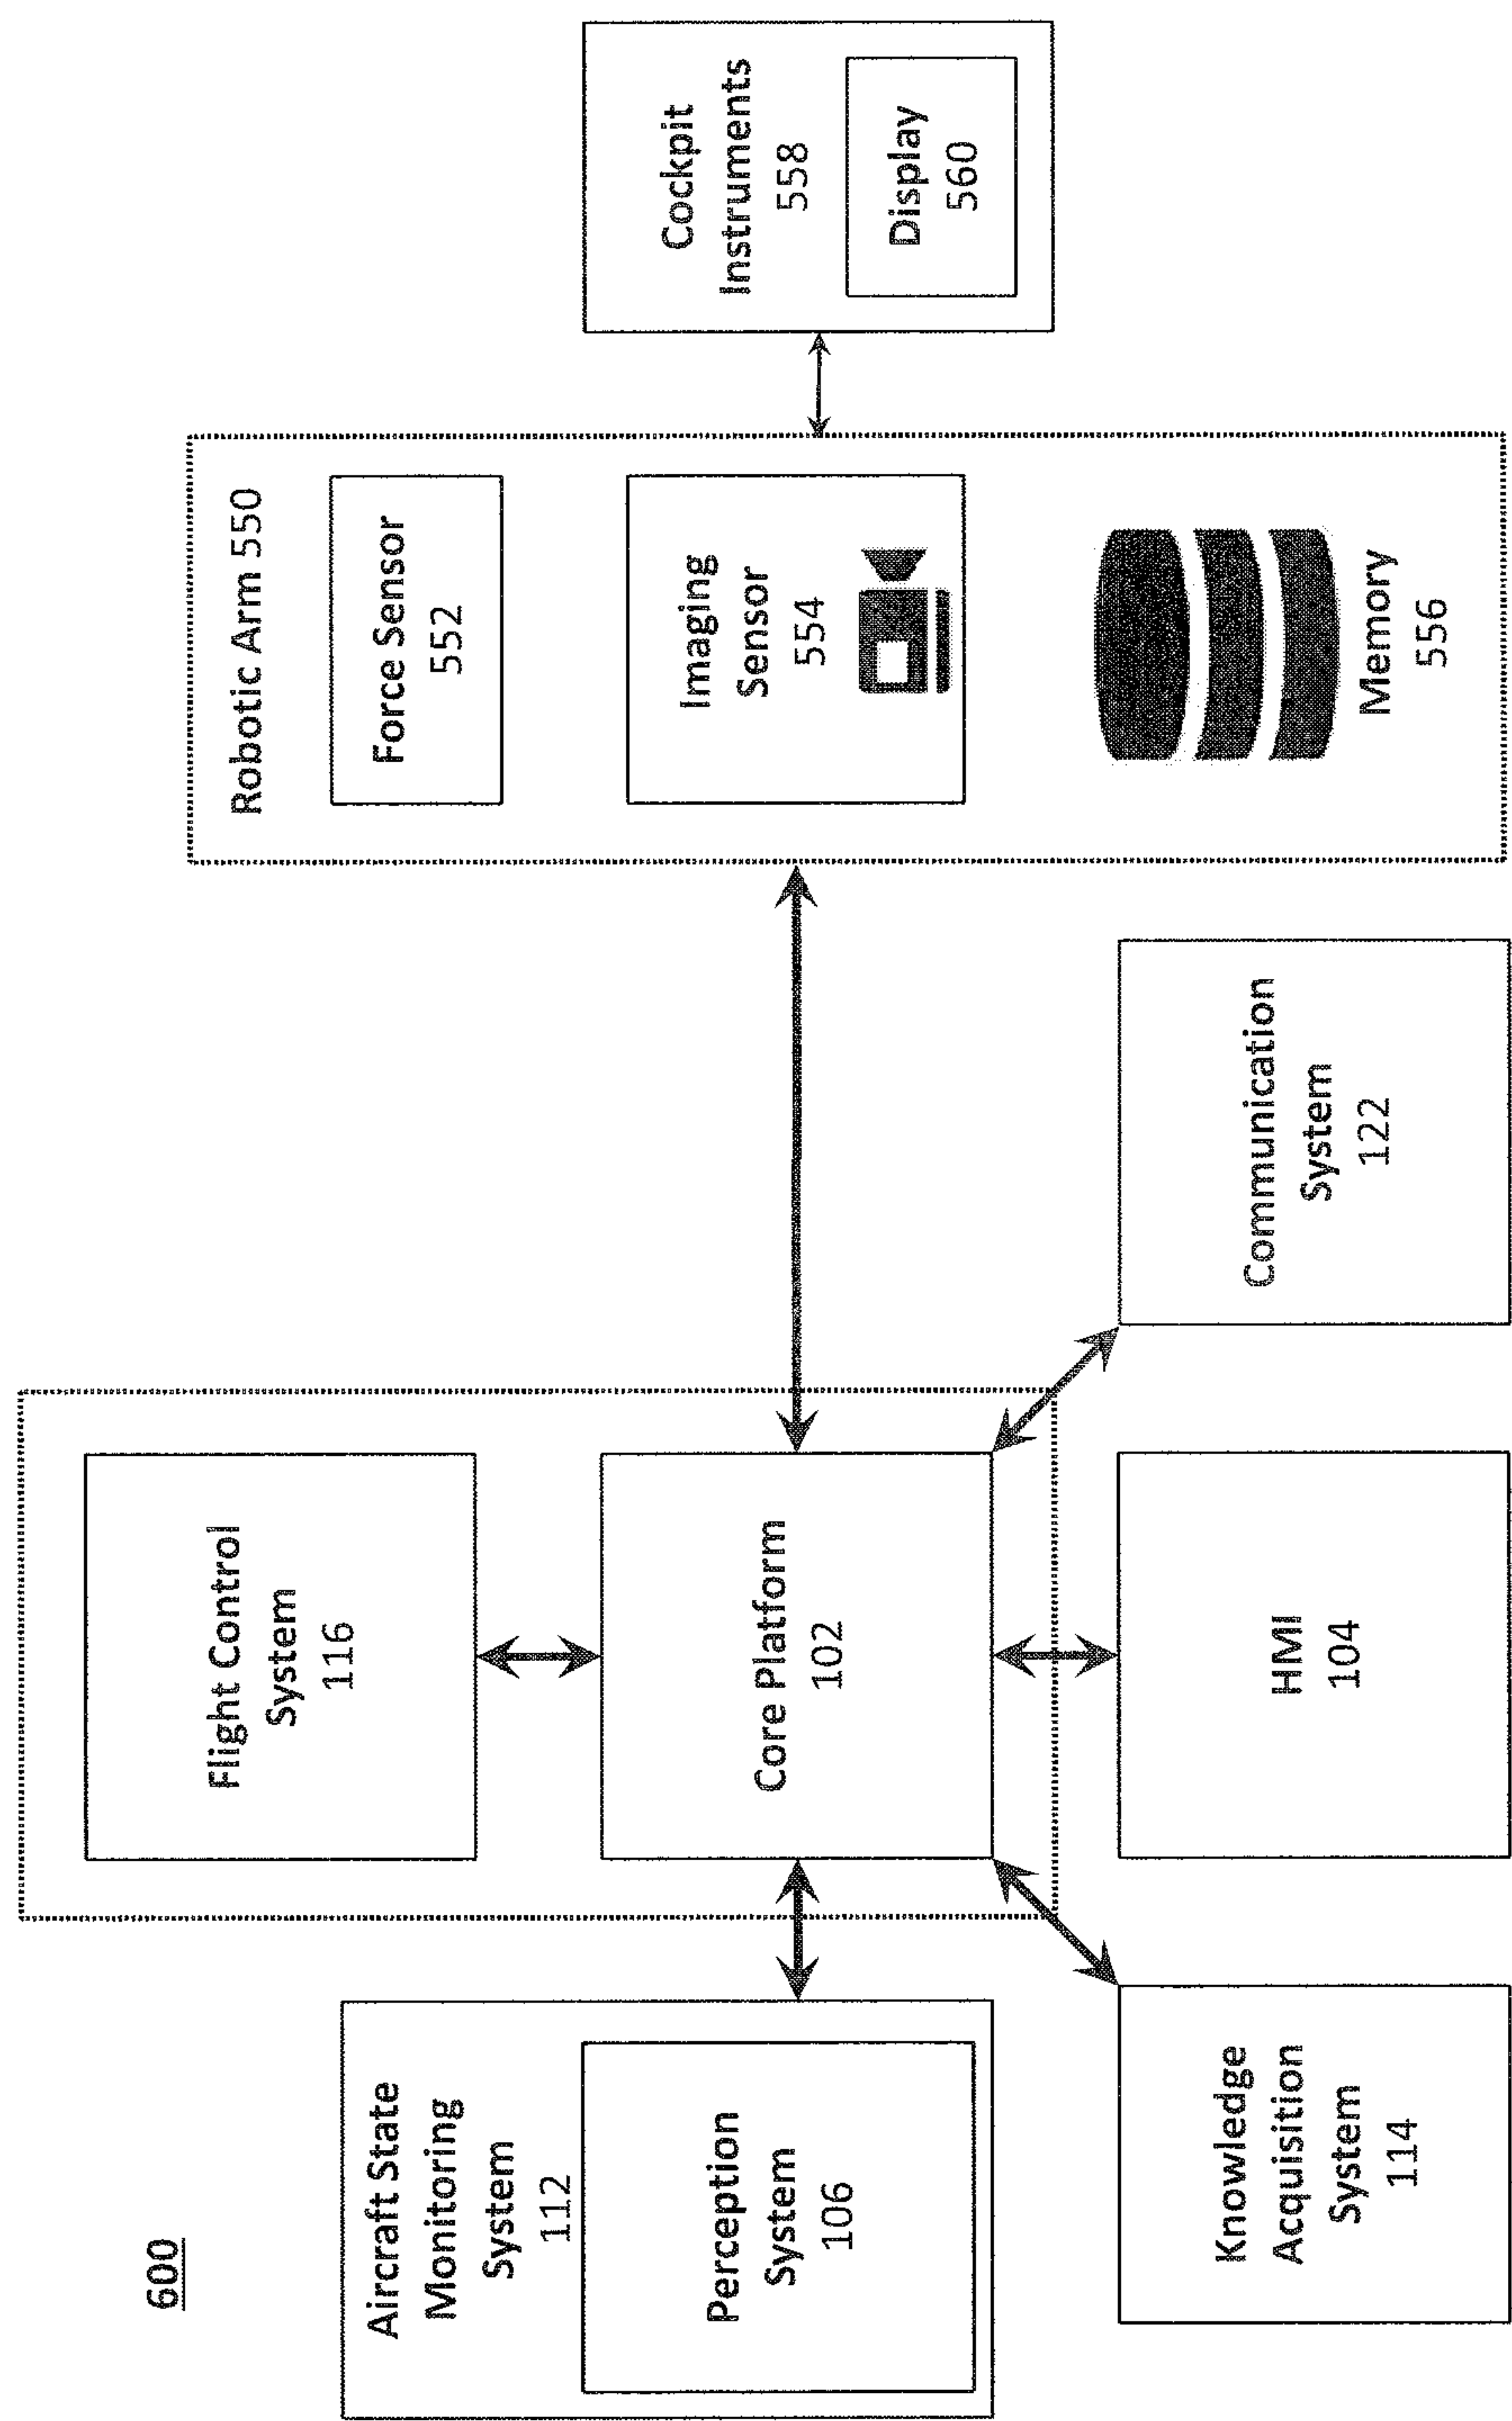 600
Aircraft State
Monitoring
System
112
Perception
System
106
Flight Control
System
116
Core Platform
102
Knowledge
Acquisition
System
114
HMI
104
Communication
System
122
Robotic Arm 550
Force Sensor
552
Imaging
Sensor
554
Memory
556
Cockpit
Instruments
558
Display
560